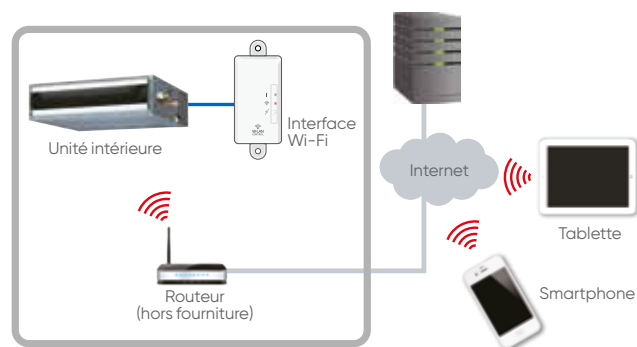 Unité intérieure
Interface
Wi-Fi
Internet
Tablette
Routeur
(hors fourniture)
Smartphone